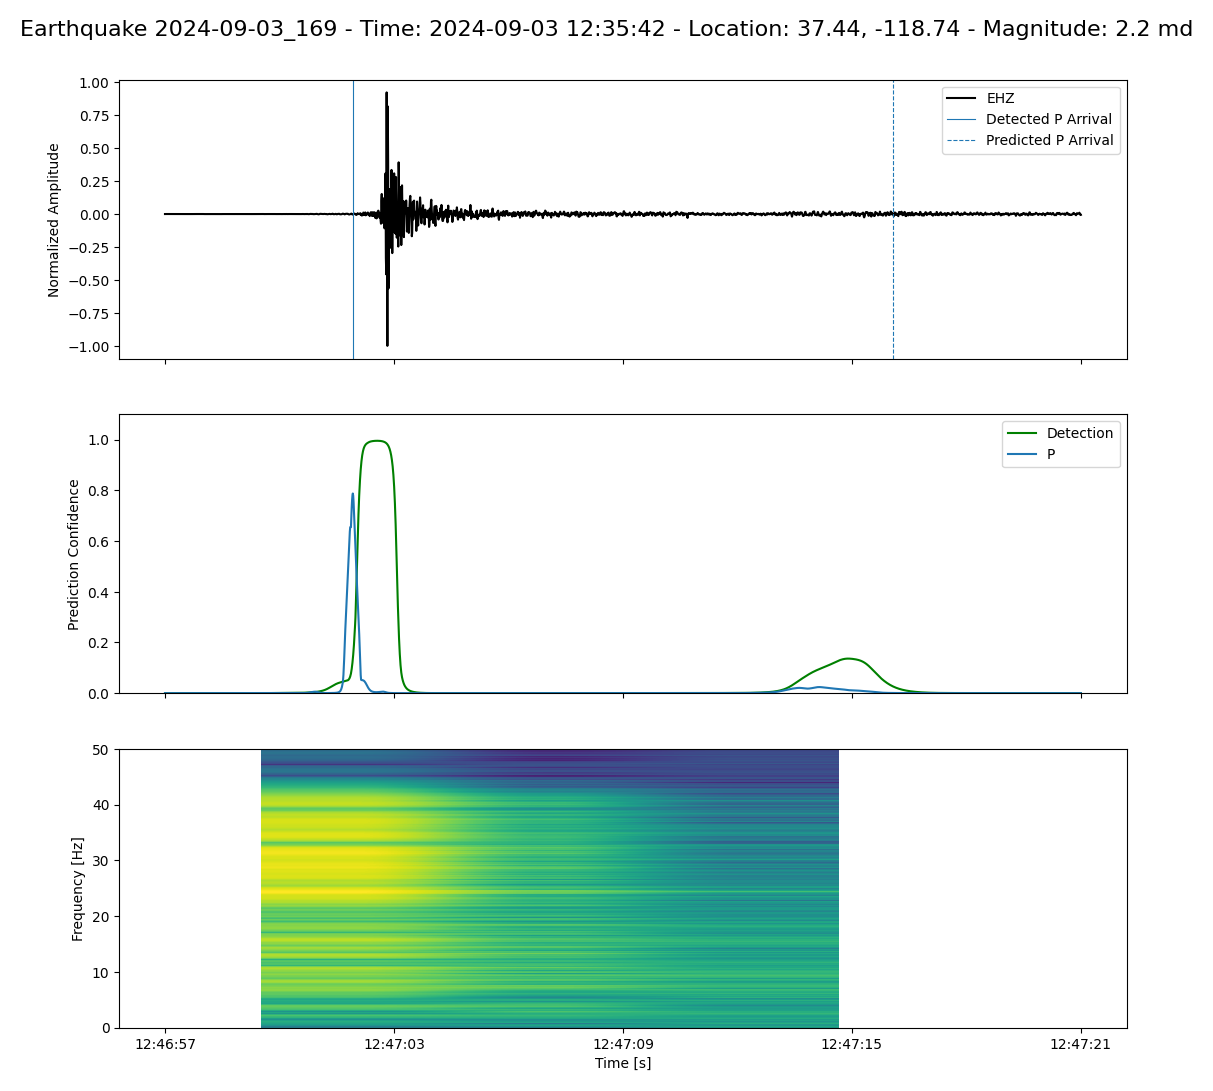 Earthquake 2024-09-03_169 - Time: 2024-09-03 12:35:42 - Location: 37.44, -118.74 - Magnitude: 2.2 md
1.00
0.75
0.50
0.25
0.00
−0.25
−0.50
−0.75
−1.00
Normalized Amplitude
EHZ
Detected P Arrival
Predicted P Arrival
1.0
0.8
0.6
0.4
0.2
0.0
Prediction Confidence
Detection
P
50
40
30
20
10
0
Frequency [Hz]
12:46:57
12:47:03
12:47:09
12:47:15
12:47:21
Time [s]